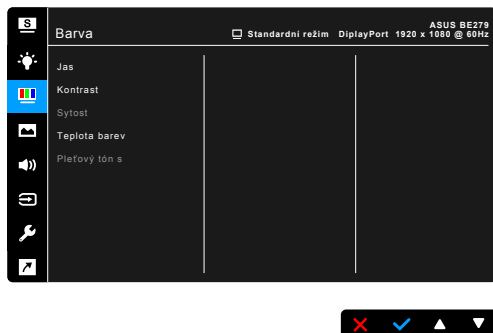 S
ASUS BE279
Barva
Standardní režim DiplayPort 1920 x 1080 @ 60Hz
Jas
Kontrast
Sytost
Teplota barev
Pleťový tón s